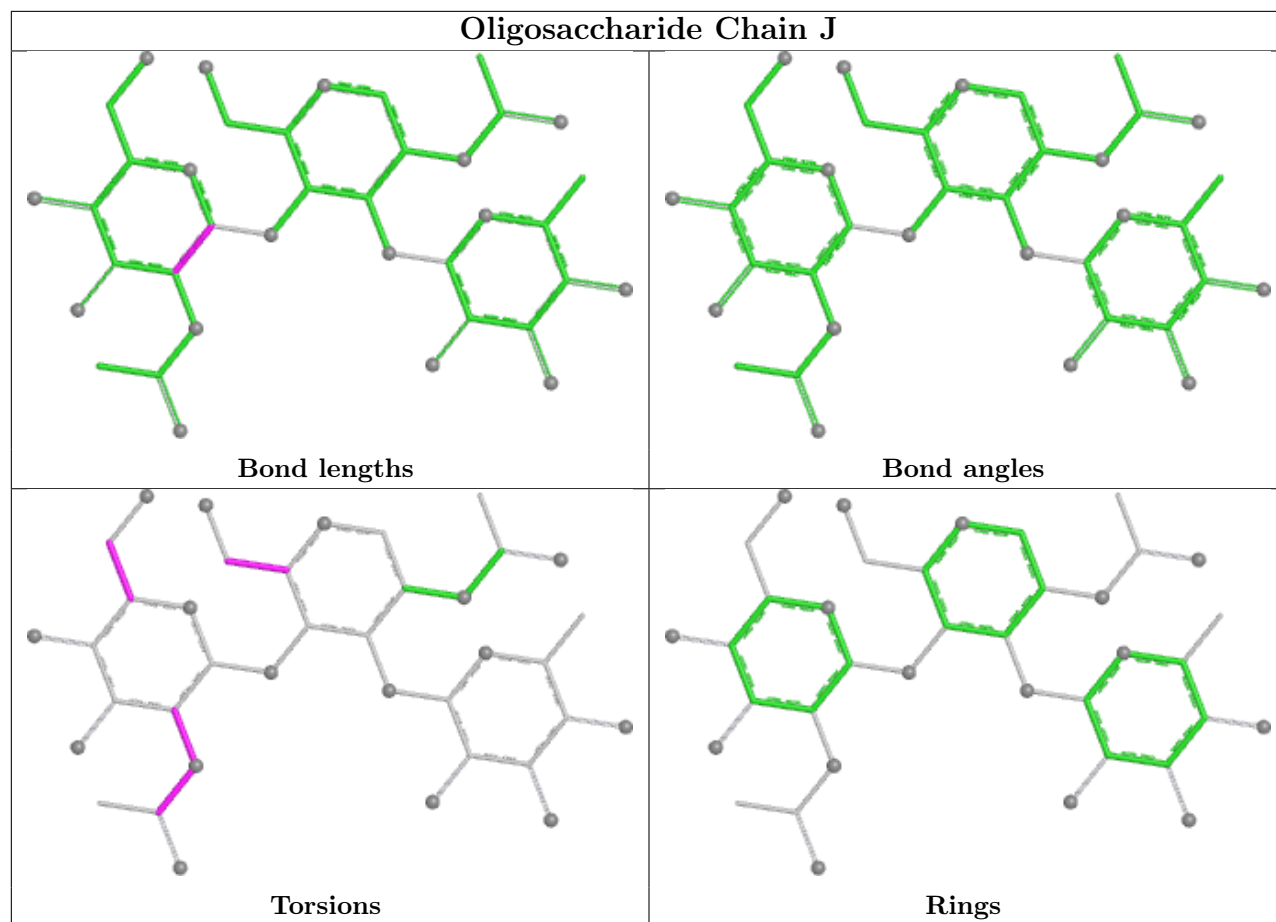 Oligosaccharide Chain J
Bond lengths
Bond angles
Torsions
Rings